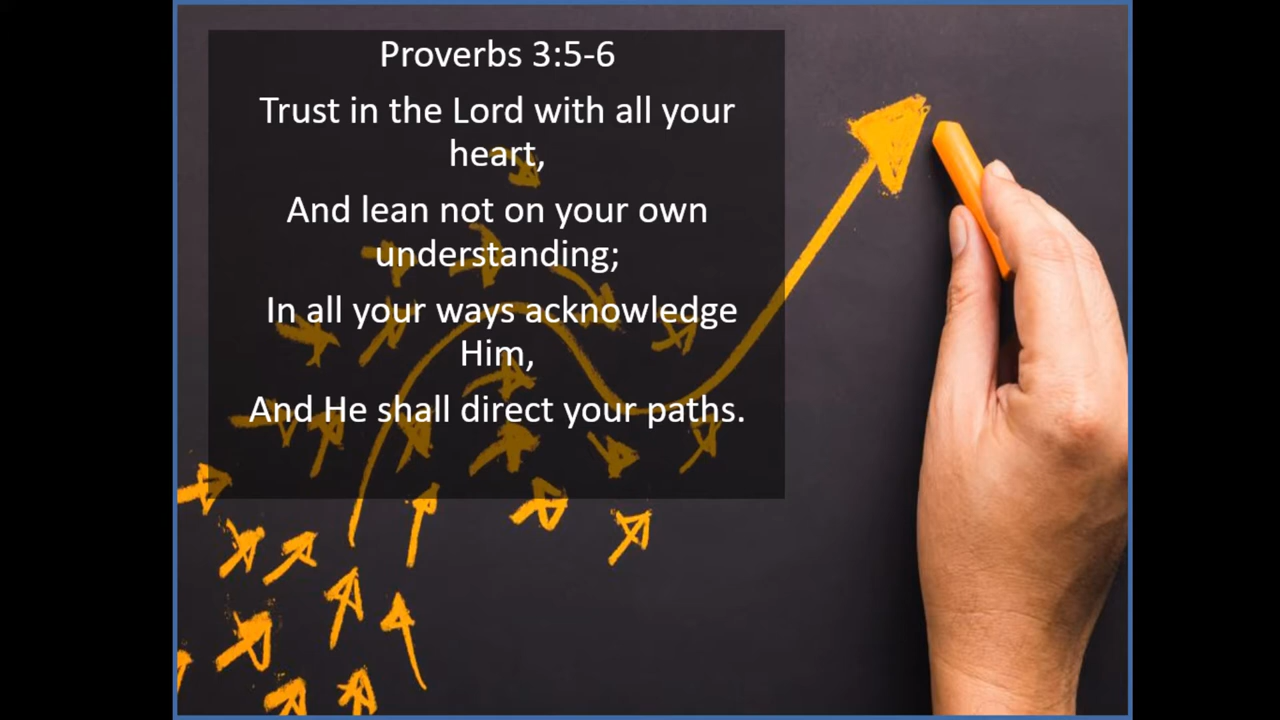 Proverbs 3:5-6
Trust in the Lord with all your
heart,
And lean not on your own
understanding;
In all your ways acknowledge
Him,
And He shall direct your paths.